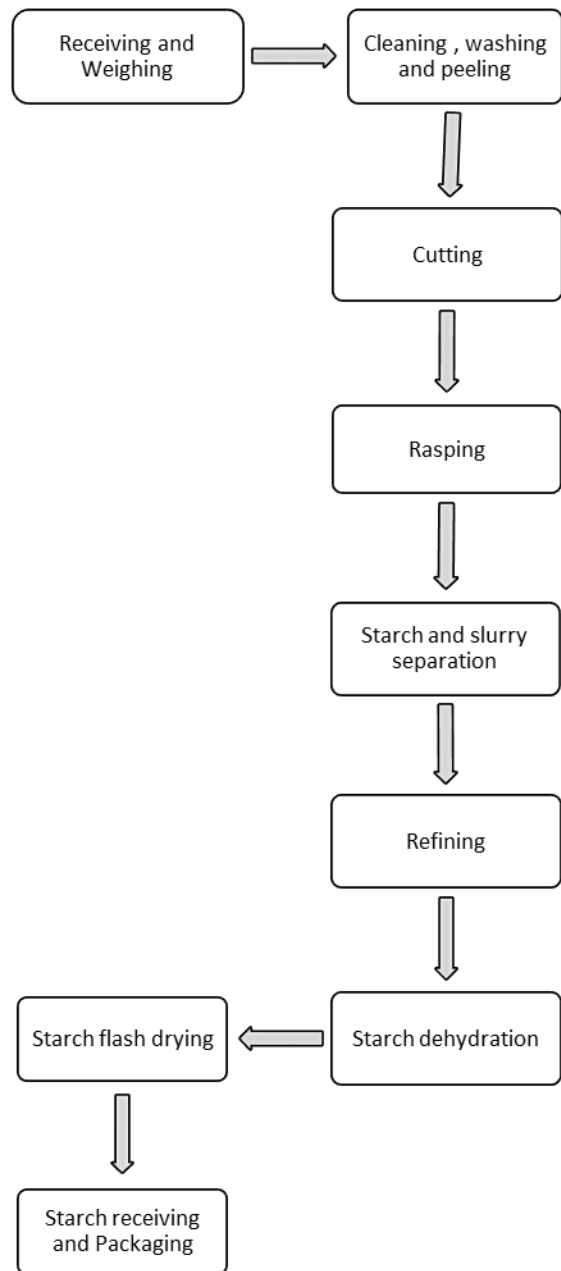 Receiving and
Weighing
Cleaning , washing
and peeling
Cutting
Rasping
Starch and slurry
separation
Refining
Starch dehydration
Starch flash drying
Starch receiving
and Packaging